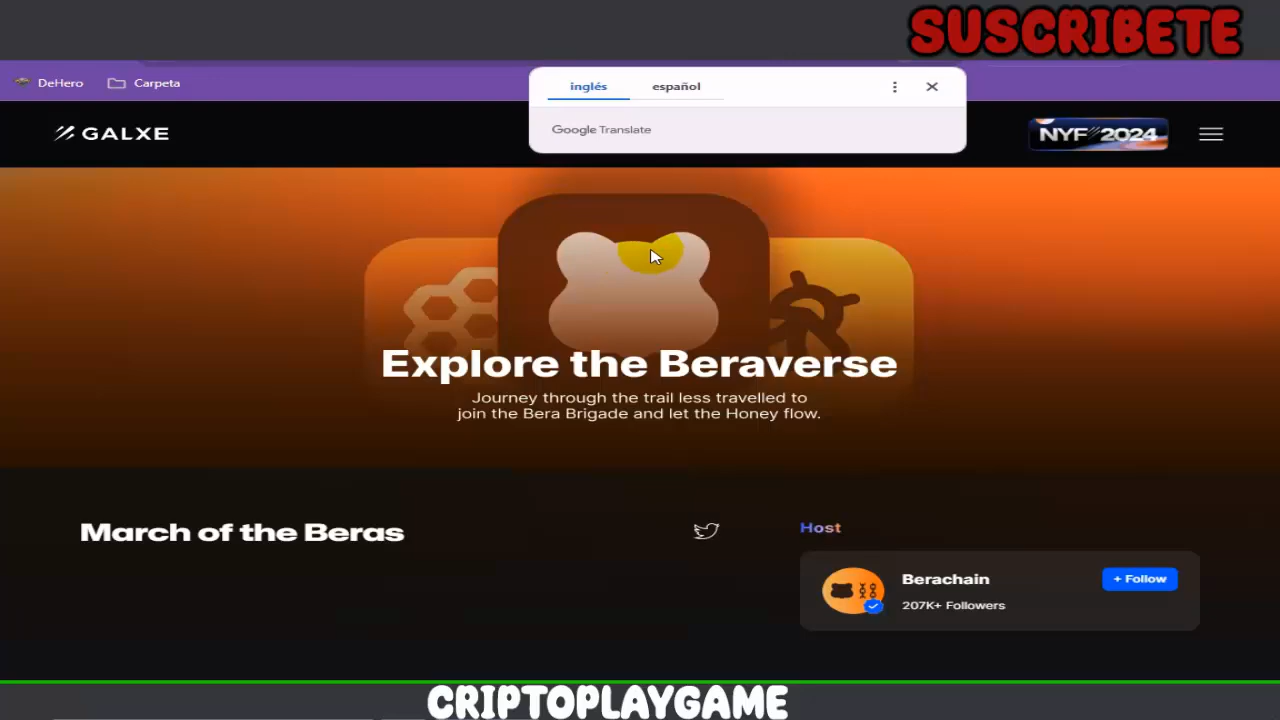 SUSCRIBETE
DeHero
Carpeta
inglés
español
Google Translate
GALXE
NYF 2024
Explore the Beraverse
Journey through the trail less travelled to
join the Bera Brigade and let the Honey flow.
March of the Beras
Host
Berachain
+ Follow
207K+ Followers
CRIPTOPLAYGAME